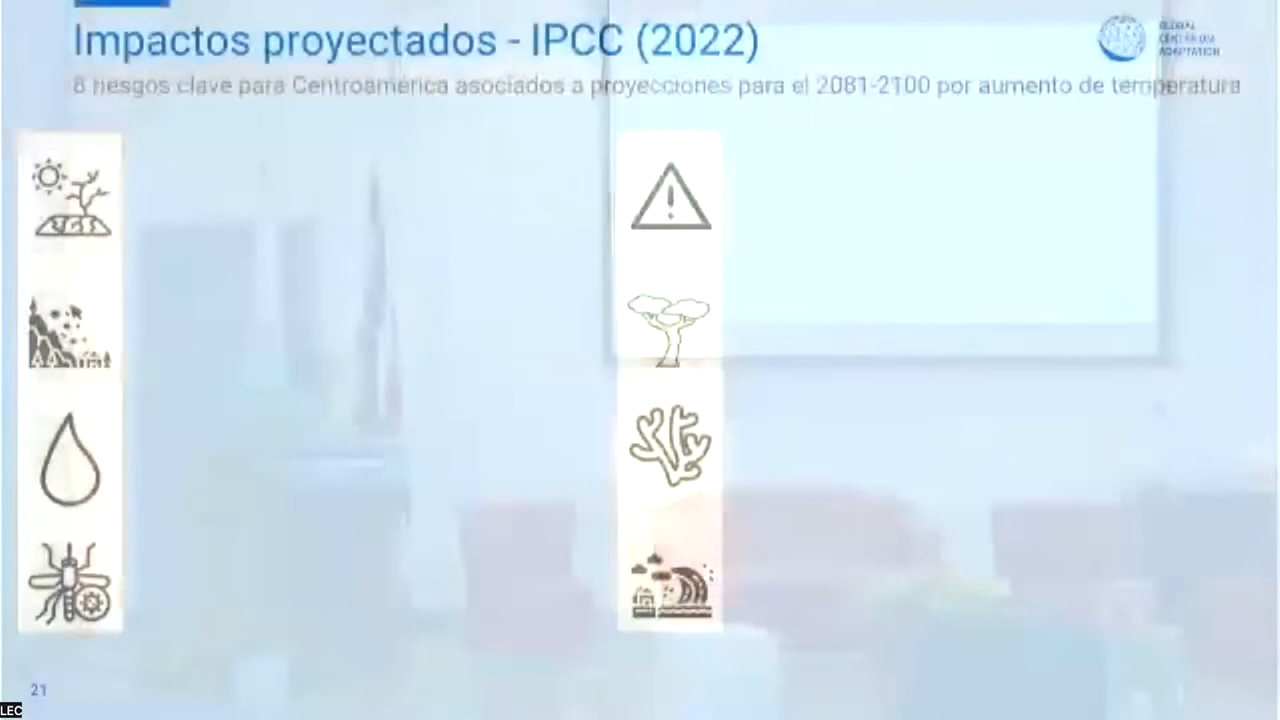 Impactos proyectados - IPCC (2022)
GLOBAL
CENTER ON
ADAPTATION
8 riesgos clave para Centroamérica asociados a proyecciones para el 2081-2100 por aumento de temperatura
21
LEC